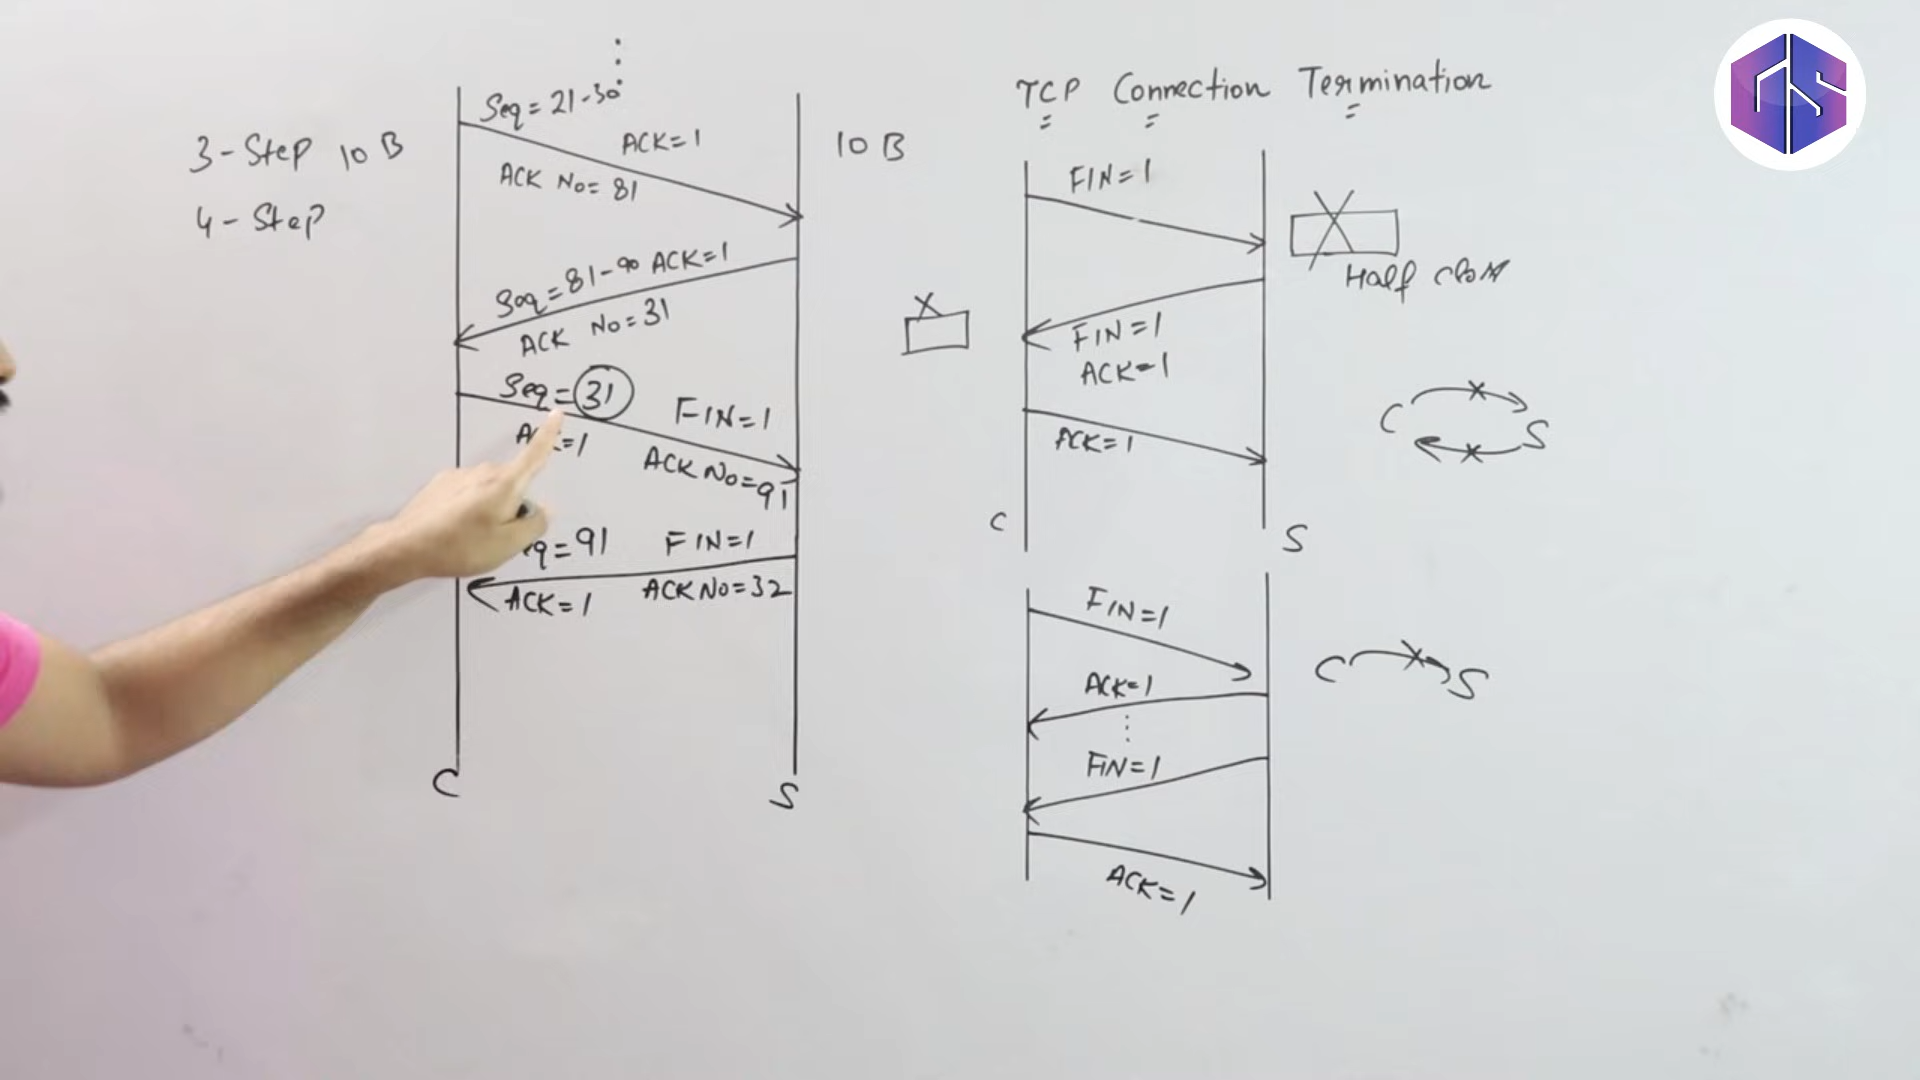 3-Step 10 B
4-Step
Seq = 21-30
ACK=1
ACK No= 81
10 B
Seq=81-90 ACK=1
ACK No=31
Seq=31
FIN=1
ACK No=91
=91
FIN=1
ACK=1
ACK No=32
C
S
TCP Connection Termination
FIN=1
Half
FIN=1
ACK=1
ACK=1
C
S
C
S
FIN=1
ACK=1
FIN=1
ACK=1
C
S